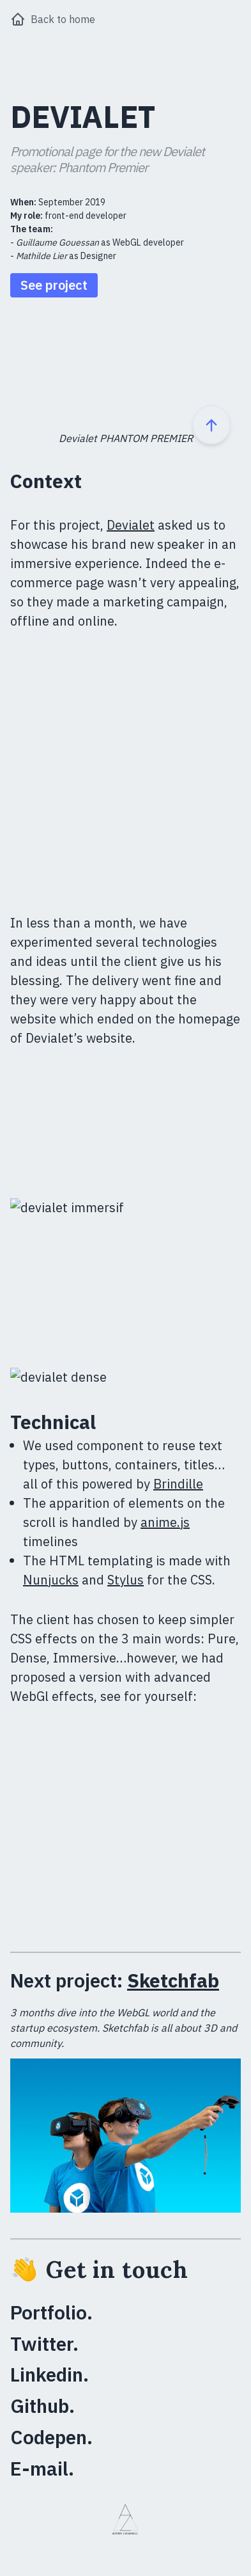 Back to home
DEVIALET
Promotional page for the new Devialet
speaker: Phantom Premier
When: September 2019
My role: front-end developer
The team:
- Guillaume Gouessan as WebGL developer
- Mathilde Lier as Designer
See project
Devialet PHANTOM PREMIER
Context
For this project, Devialet asked us to
showcase his brand new speaker in an
immersive experience. Indeed the e-
commerce page wasn't very appealing,
so they made a marketing campaign,
offline and online.
In less than a month, we have
experimented several technologies
and ideas until the client give us his
blessing. The delivery went fine and
they were very happy about the
website which ended on the homepage
of Devialet's website.
devialet immersif
devialet dense
Technical
We used component to reuse text
types, buttons, containers, titles...
all of this powered by Brindille
The apparition of elements on the
scroll is handled by anime.js
timelines
The HTML templating is made with
Nunjucks and Stylus for the CSS.
The client has chosen to keep simpler
CSS effects on the 3 main words: Pure,
Dense, Immersive...however, we had
proposed a version with advanced
WebGl effects, see for yourself:
Next project: Sketchfab
3 months dive into the WebGL world and the
startup ecosystem. Sketchfab is all about 3D and
community.
👋 Get in touch
Portfolio.
Twitter.
Linkedin.
Github.
Codepen.
E-mail.